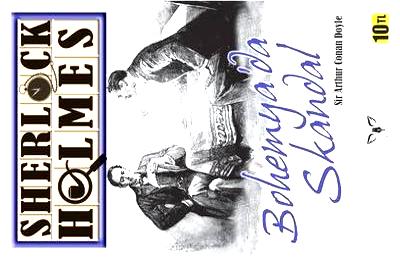 SHERLOCK
HOLMES
Bohemya'da
Skandal
Sir Arthur Conan Doyle
10TL